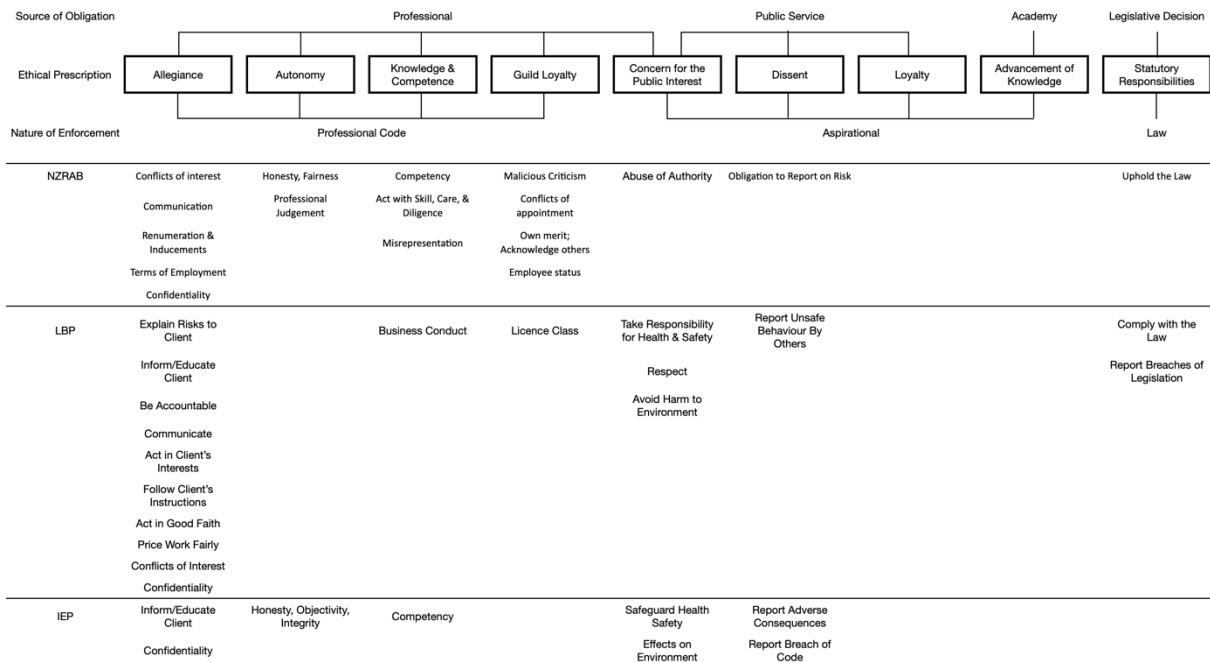 Source of Obligation Professional Public Service Academy Legislative Decision
Ethical Prescription
Allegiance
Autonomy
Knowledge &
Competence
Guild Loyalty
Concern for the
Public Interest
Dissent
Loyalty
Advancement of
Knowledge
Statutory
Responsibilities
Nature of Enforcement Professional Code Aspirational Law
NZRAB
Conflicts of interest
Communication
Renumeration &
Inducements
Terms of Employment
Confidentiality
Honesty, Fairness
Professional
Judgement
Competency
Act with Skill, Care, &
Diligence
Misrepresentation
Malicious Criticism
Conflicts of
appointment
Own merit;
Acknowledge others
Employee status
Abuse of Authority
Obligation to Report on Risk
Uphold the Law
LBP
Explain Risks to
Client
Inform/Educate
Client
Be Accountable
Communicate
Act in Client's
Interests
Follow Client's
Instructions
Act in Good Faith
Price Work Fairly
Conflicts of Interest
Confidentiality
Business Conduct
Licence Class
Take Responsibility
for Health & Safety
Respect
Avoid Harm to
Environment
Report Unsafe
Behaviour By
Others
Comply with the
Law
Report Breaches of
Legislation
IEP
Inform/Educate
Client
Confidentiality
Honesty, Objectivity,
Integrity
Competency
Safeguard Health
Safety
Effects on
Environment
Report Adverse
Consequences
Report Breach of
Code